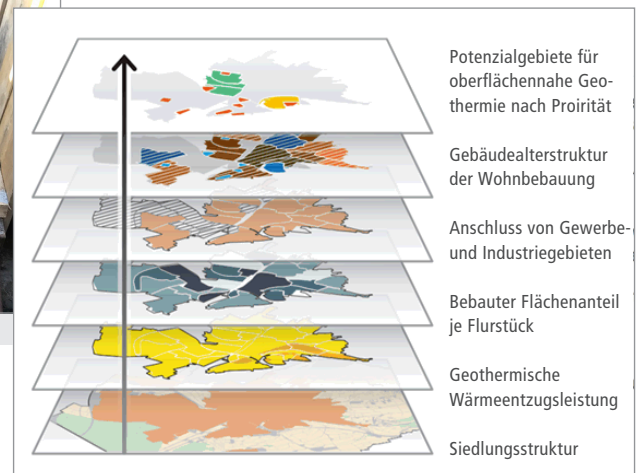 Potenzialgebiete für
oberflächennahe Geo-
thermie nach Proirität
Gebäudealterstruktur
der Wohnbebauung
Anschluss von Gewerbe-
und Industriegebieten
Bebauter Flächenanteil
je Flurstück
Geothermische
Wärmeentzugsleistung
Siedlungsstruktur